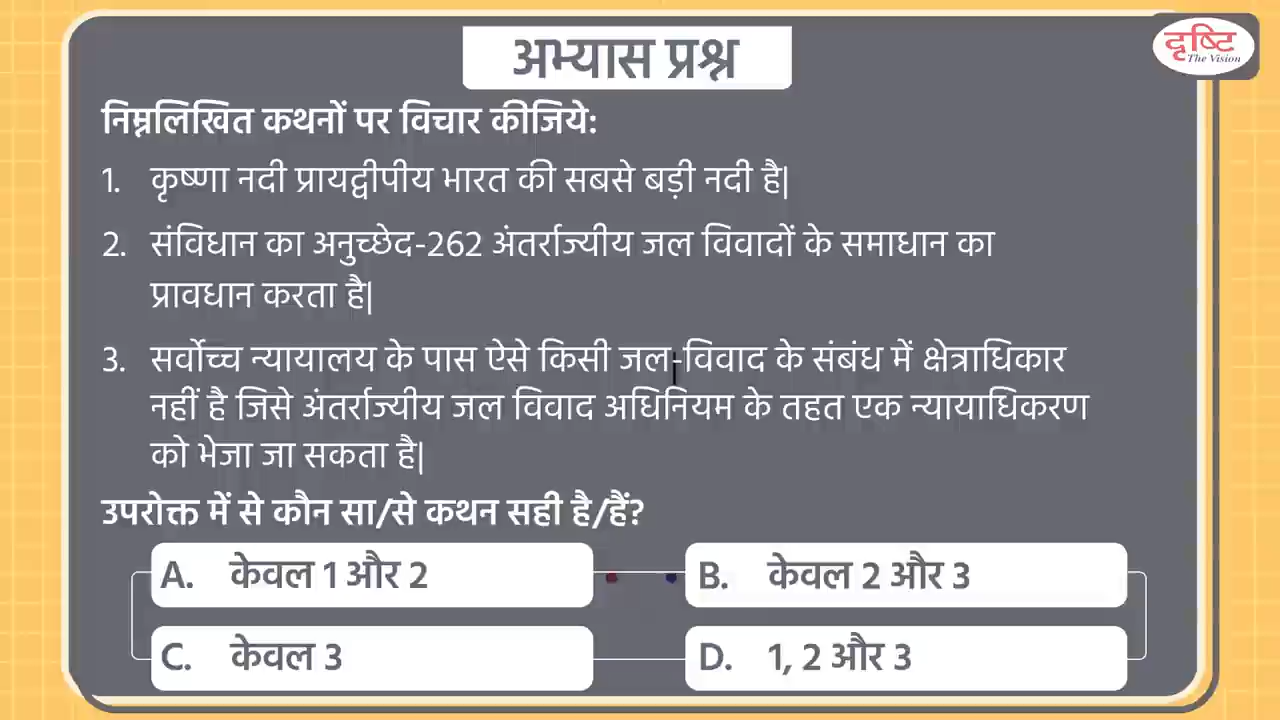 अभ्यास प्रश्न
दृष्टि
The Vision
निम्नलिखित कथनों पर विचार कीजिये:
1. कृष्णा नदी प्रायद्वीपीय भारत की सबसे बड़ी नदी है|
2. संविधान का अनुच्छेद-262 अंतर्राज्यीय जल विवादों के समाधान का
प्रावधान करता है|
3. सर्वोच्च न्यायालय के पास ऐसे किसी जल-विवाद के संबंध में क्षेत्राधिकार
नहीं है जिसे अंतर्राज्यीय जल विवाद अधिनियम के तहत एक न्यायाधिकरण
को भेजा जा सकता है|
उपरोक्त में से कौन सा/से कथन सही है/हैं?
A. केवल 1 और 2
B. केवल 2 और 3
C. केवल 3
D. 1, 2 और 3